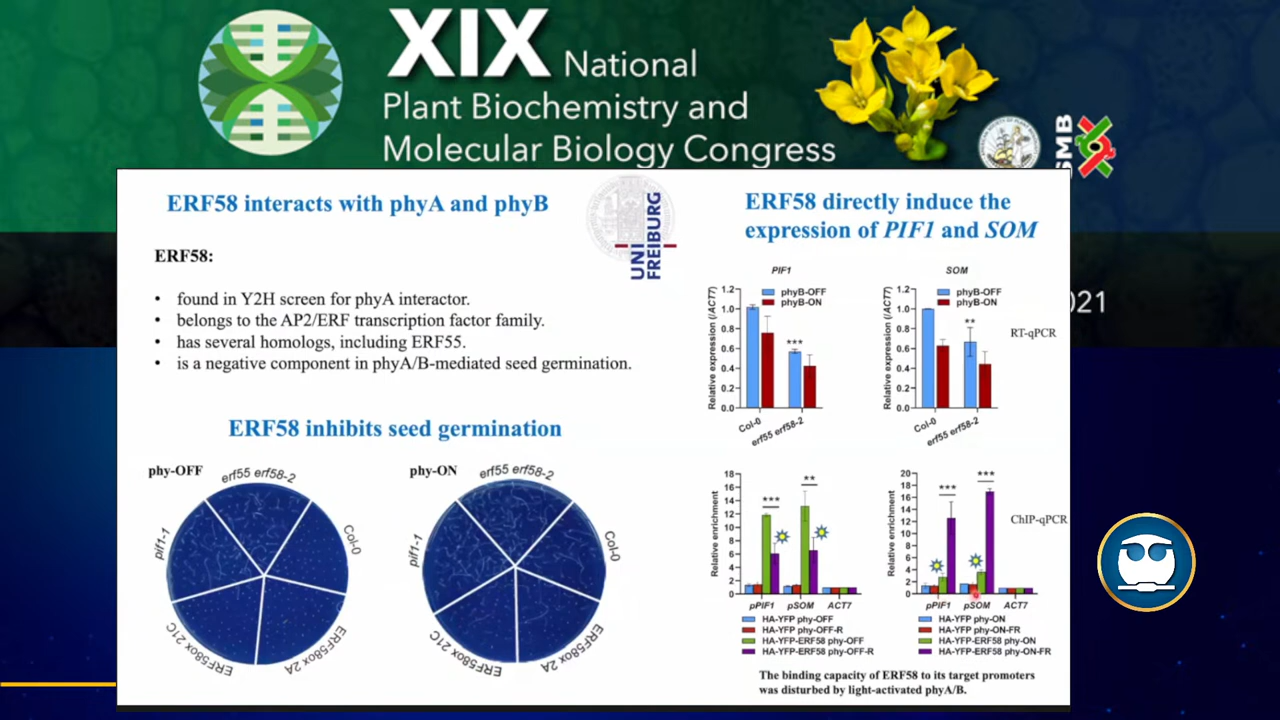 XIX National
Plant Biochemistry and
Molecular Biology Congress
SMB
021
UNI
FREIBURG
ERF58 interacts with phyA and phyB
ERF58:
• found in Y2H screen for phyA interactor.
• belongs to the AP2/ERF transcription factor family.
• has several homologs, including ERF55.
• is a negative component in phyA/B-mediated seed germination.
ERF58 inhibits seed germination
phy-OFF
erf55 erf58-2
Col-0
ERF58ox 2A
ERF58ox 21C
pif1-1
phy-ON
erf55 erf58-2
Col-0
ERF58ox 2A
ERF58ox 21C
pif1-1
ERF58 directly induce the
expression of PIF1 and SOM
PIF1
phyB-OFF
phyB-ON
Relative expression (/ACT7)
1.2
1.0
0.8
0.6
0.4
0.2
0.0
***
Col-0
erf55 erf58-2
SOM
phyB-OFF
phyB-ON
Relative expression (/ACT7)
1.2
1.0
0.8
0.6
0.4
0.2
0.0
**
Col-0
erf55 erf58-2
RT-qPCR
Relative enrichment
18
16
14
12
10
8
6
4
2
0
***
**
pPIF1 pSOM ACT7
HA-YFP phy-OFF
HA-YFP phy-OFF-R
HA-YFP-ERF58 phy-OFF
HA-YFP-ERF58 phy-OFF-R
Relative enrichment
20
18
16
14
12
10
8
6
4
2
0
***
***
pPIF1 pSOM ACT7
HA-YFP phy-ON
HA-YFP phy-ON-FR
HA-YFP-ERF58 phy-ON
HA-YFP-ERF58 phy-ON-FR
ChIP-qPCR
The binding capacity of ERF58 to its target promoters
was disturbed by light-activated phyA/B.